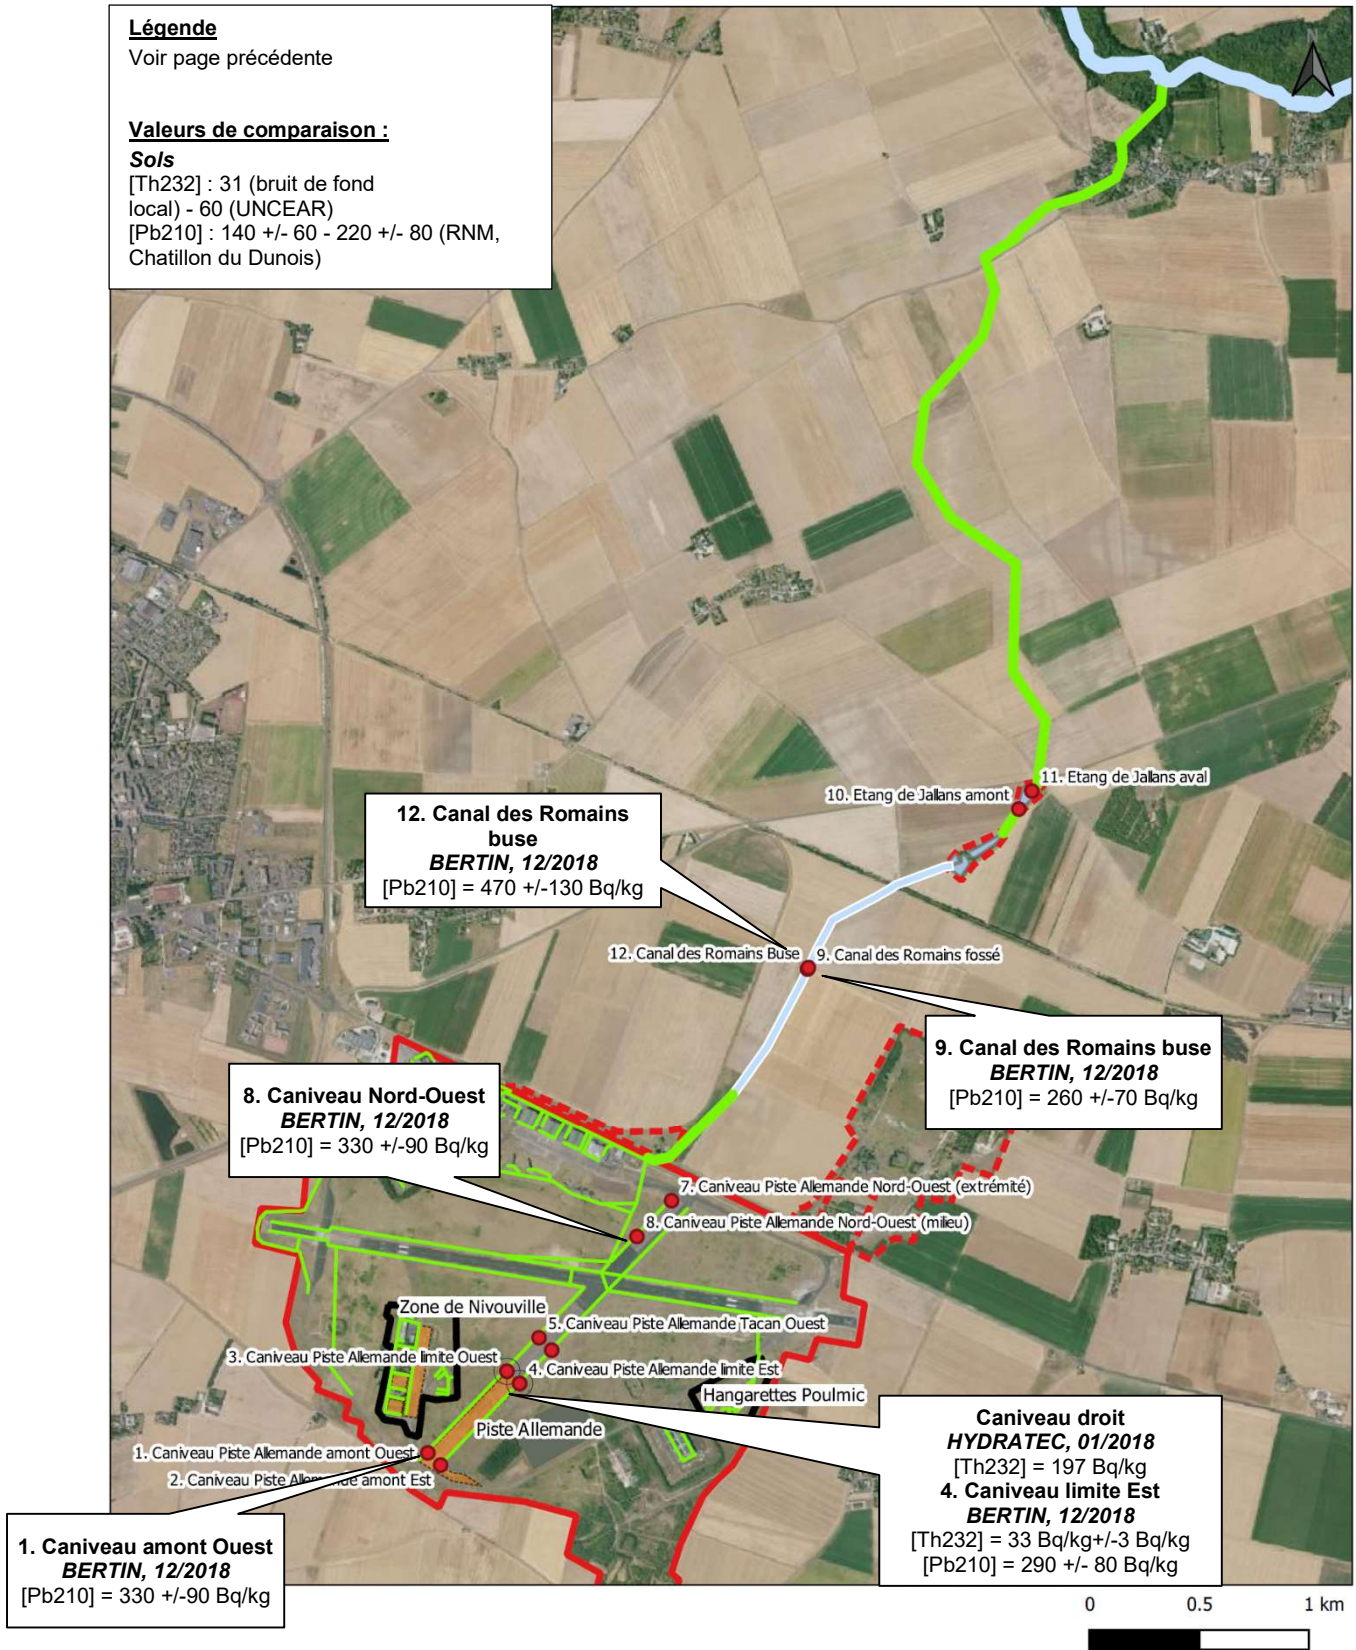 Légende
Voir page précédente
Valeurs de comparaison :
Sols
[Th232] : 31 (bruit de fond
local) - 60 (UNCEAR)
[Pb210] : 140 +/- 60 - 220 +/- 80 (RNM,
Chatillon du Dunois)
N
11. Etang de Jallans aval
10. Etang de Jallans amont
12. Canal des Romains
buse
BERTIN, 12/2018
[Pb210] = 470 +/-130 Bq/kg
12. Canal des Romains Buse
9. Canal des Romains fossé
9. Canal des Romains buse
BERTIN, 12/2018
[Pb210] = 260 +/-70 Bq/kg
8. Caniveau Nord-Ouest
BERTIN, 12/2018
[Pb210] = 330 +/-90 Bq/kg
7. Caniveau Piste Allemande Nord-Ouest (extrémité)
8. Caniveau Piste Allemande Nord-Ouest (milieu)
Zone de Nivouville
5. Caniveau Piste Allemande Tacan Ouest
3. Caniveau Piste Allemande limite Ouest
4. Caniveau Piste Allemande limite Est
Hangarettes Poulmic
Piste Allemande
1. Caniveau Piste Allemande amont Ouest
2. Caniveau Piste Allemande amont Est
Caniveau droit
HYDRATEC, 01/2018
[Th232] = 197 Bq/kg
4. Caniveau limite Est
BERTIN, 12/2018
[Th232] = 33 Bq/kg+/-3 Bq/kg
[Pb210] = 290 +/- 80 Bq/kg
1. Caniveau amont Ouest
BERTIN, 12/2018
[Pb210] = 330 +/-90 Bq/kg
0 0.5 1 km